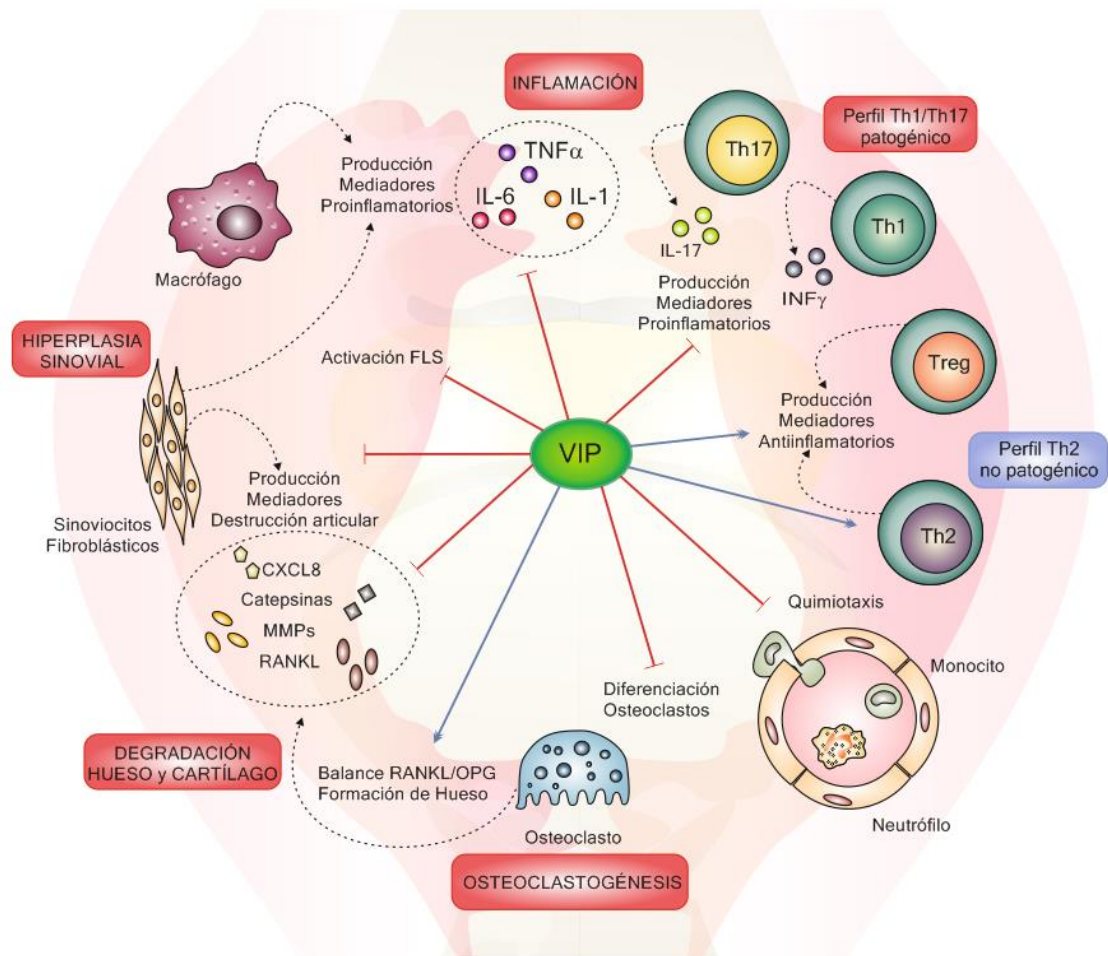 INFLAMACIÓN
Perfil Th1/Th17
patogénico
Th17
TNFα
IL-6
IL-1
Producción
Mediadores
Proinflamatorios
Macrófago
IL-17
Th1
INFγ
Producción
Mediadores
Proinflamatorios
HIPERPLASIA
SINOVIAL
Activación FLS
Treg
Producción
Mediadores
Antiinflamatorios
VIP
Perfil Th2
no patogénico
Th2
Producción
Mediadores
Destrucción articular
Sinoviocitos
Fibroblásticos
CXCL8
Catepsinas
MMPs
RANKL
Quimiotaxis
Monocito
Neutrófilo
Diferenciación
Osteoclastos
DEGRADACIÓN
HUESO y CARTÍLAGO
Balance RANKL/OPG
Formación de Hueso
Osteoclasto
OSTEOCLASTOGÉNESIS